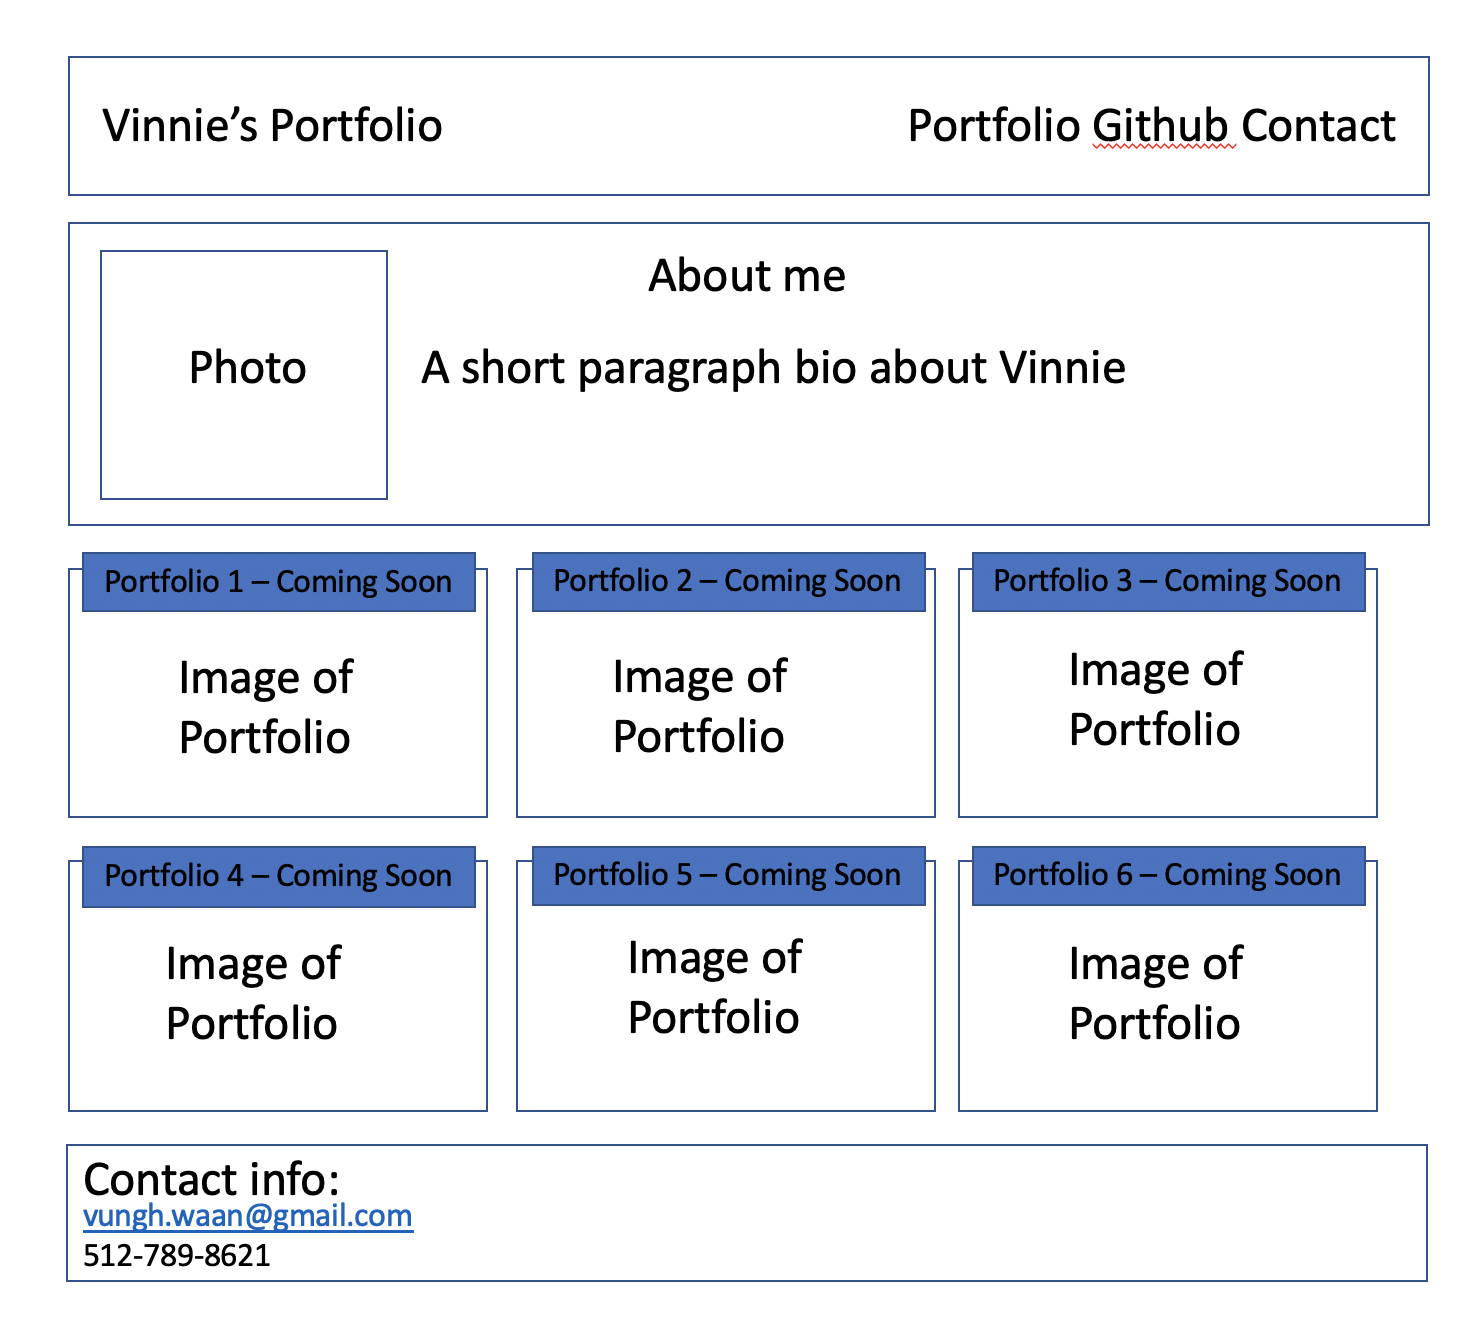 Vinnie’s Portfolio
Portfolio Github Contact
About me
Photo
A short paragraph bio about Vinnie
Portfolio 1 – Coming Soon
Image of
Portfolio
Portfolio 2 – Coming Soon
Image of
Portfolio
Portfolio 3 – Coming Soon
Image of
Portfolio
Portfolio 4 – Coming Soon
Image of
Portfolio
Portfolio 5 – Coming Soon
Image of
Portfolio
Portfolio 6 – Coming Soon
Image of
Portfolio
Contact info:
vungh.waan@gmail.com
512-789-8621